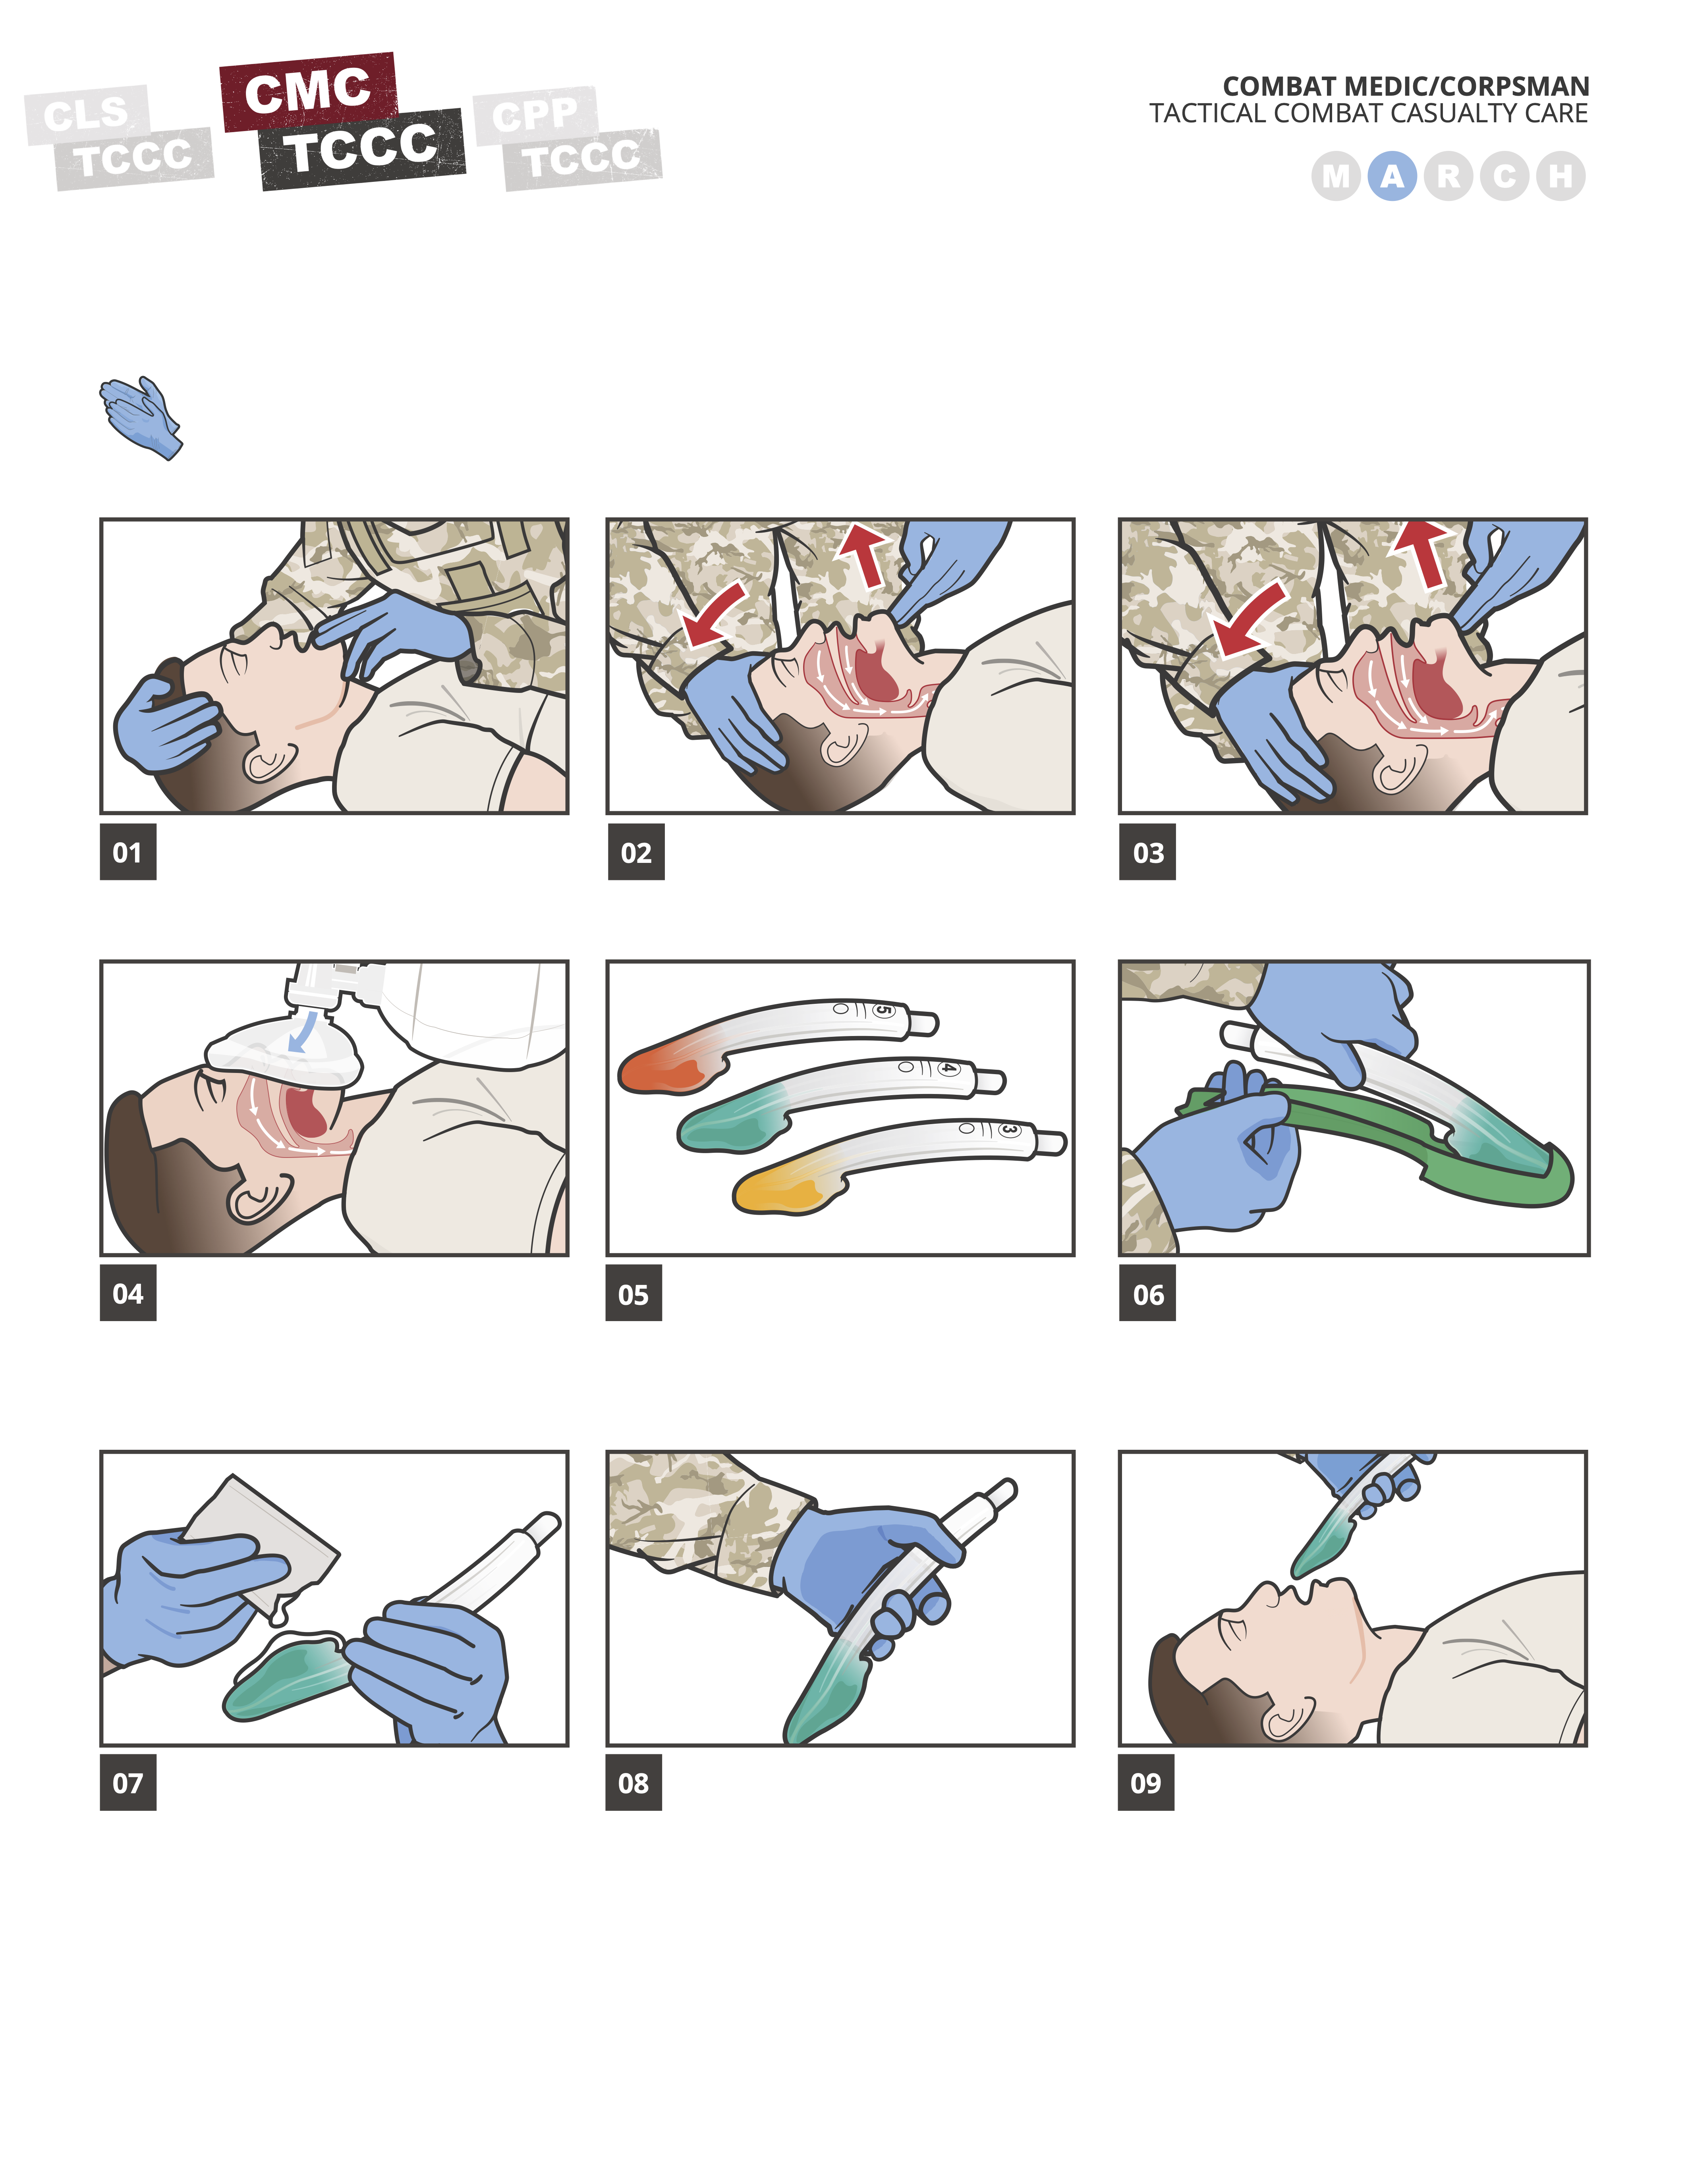 CLS
TCCC
CMC
TCCC
CPP
TCCC
COMBAT MEDIC/CORPSMAN
TACTICAL COMBAT CASUALTY CARE
M A R C H
01
02
03
04
5
4
3
05
06
07
08
09